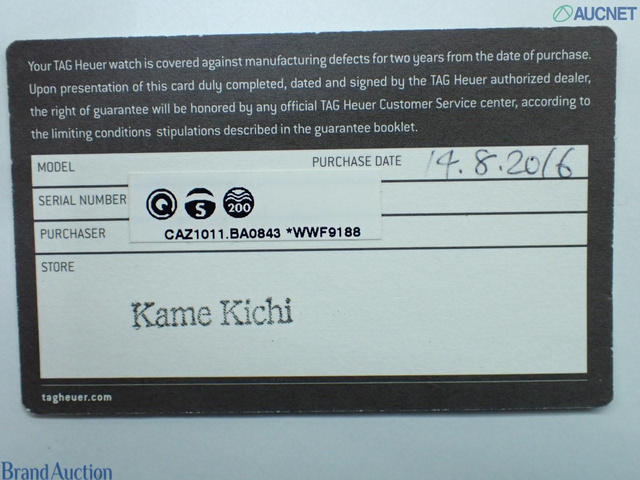 AUCNET
Your TAG Heuer watch is covered against manufacturing defects for two years from the date of purchase.
Upon presentation of this card duly completed, dated and signed by the TAG Heuer authorized dealer,
the right of guarantee will be honored by any official TAG Heuer Customer Service center, according to
the limiting conditions stipulations described in the guarantee booklet.
MODEL PURCHASE DATE 14.8.2016
SERIAL NUMBER Q S 200
PURCHASER CAZ1011.BA0843 *WWF9188
STORE
Kame Kichi
tagheuer.com
Brand Auction